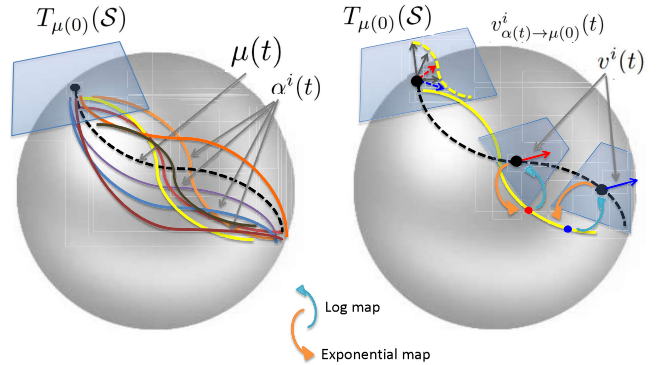 T_{μ(0)}(𝒮)
μ(t)
α^i(t)
T_{μ(0)}(𝒮)
v^i_{α(t)→μ(0)}(t)
v^i(t)
Log map
Exponential map